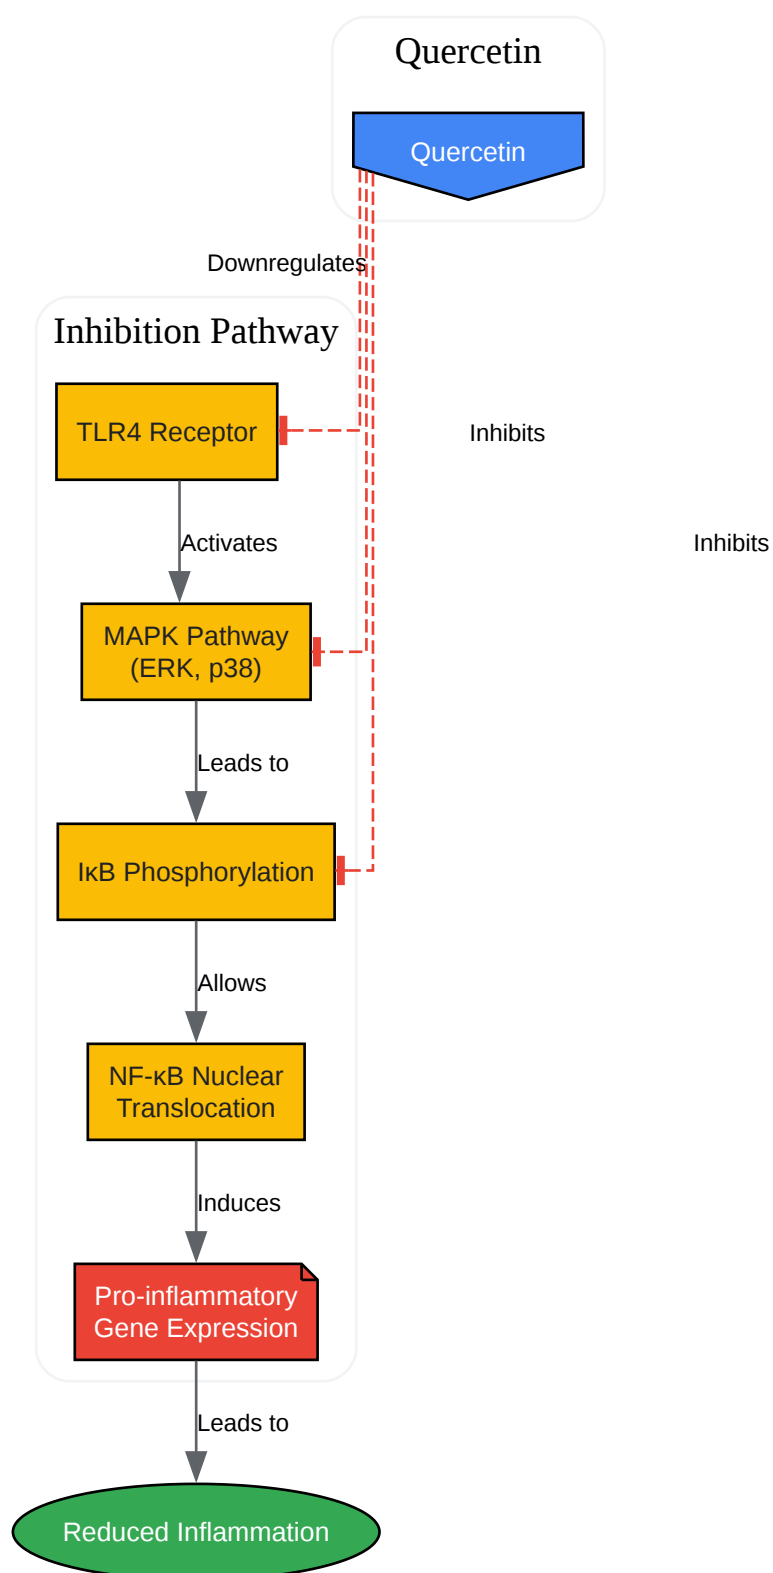 Quercetin
Quercetin
Downregulates
Inhibition Pathway
TLR4 Receptor
Inhibits
Activates
Inhibits
MAPK Pathway
(ERK, p38)
Leads to
IκB Phosphorylation
Allows
NF-κB Nuclear
Translocation
Induces
Pro-inflammatory
Gene Expression
Leads to
Reduced Inflammation